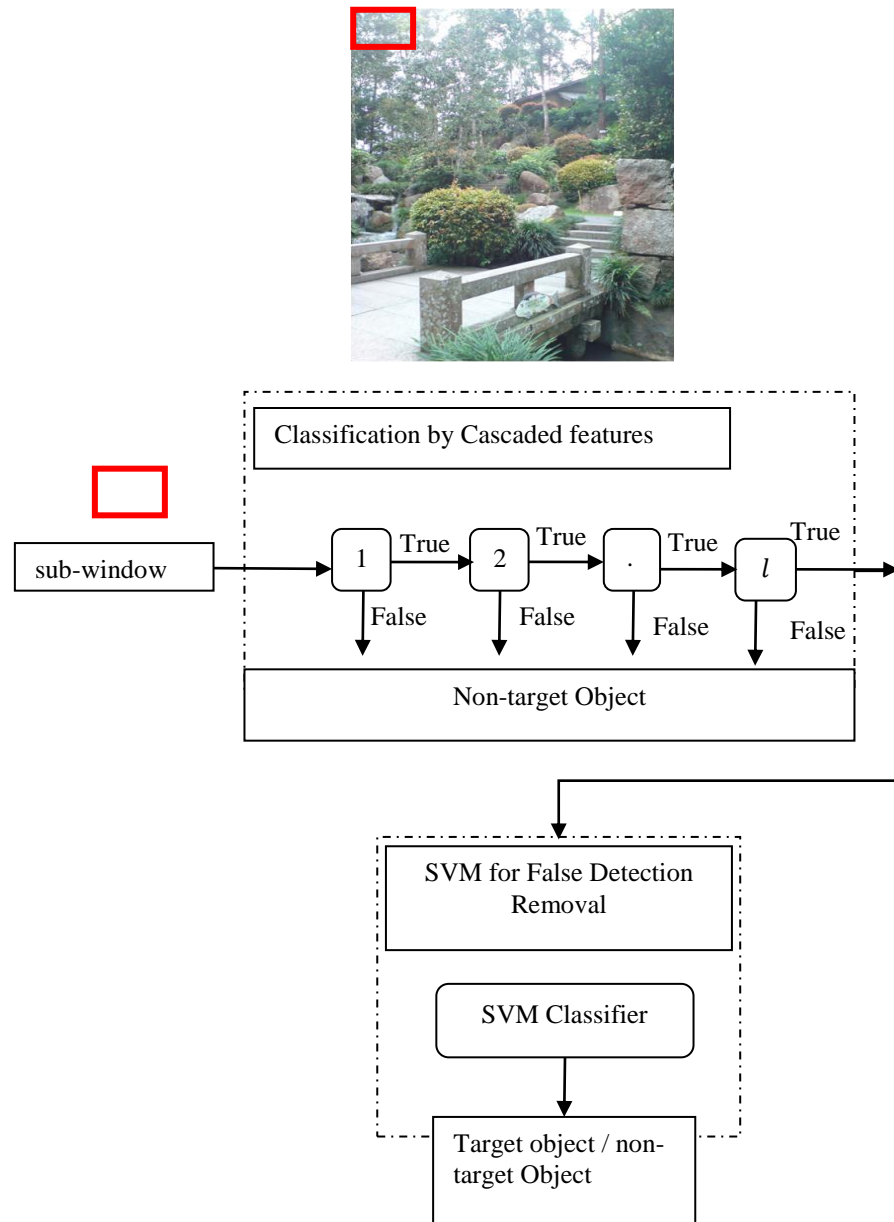 Classification by Cascaded features
sub-window
1 True 2 True . True l True
False False False False
Non-target Object
SVM for False Detection
Removal
SVM Classifier
Target object / non-
target Object